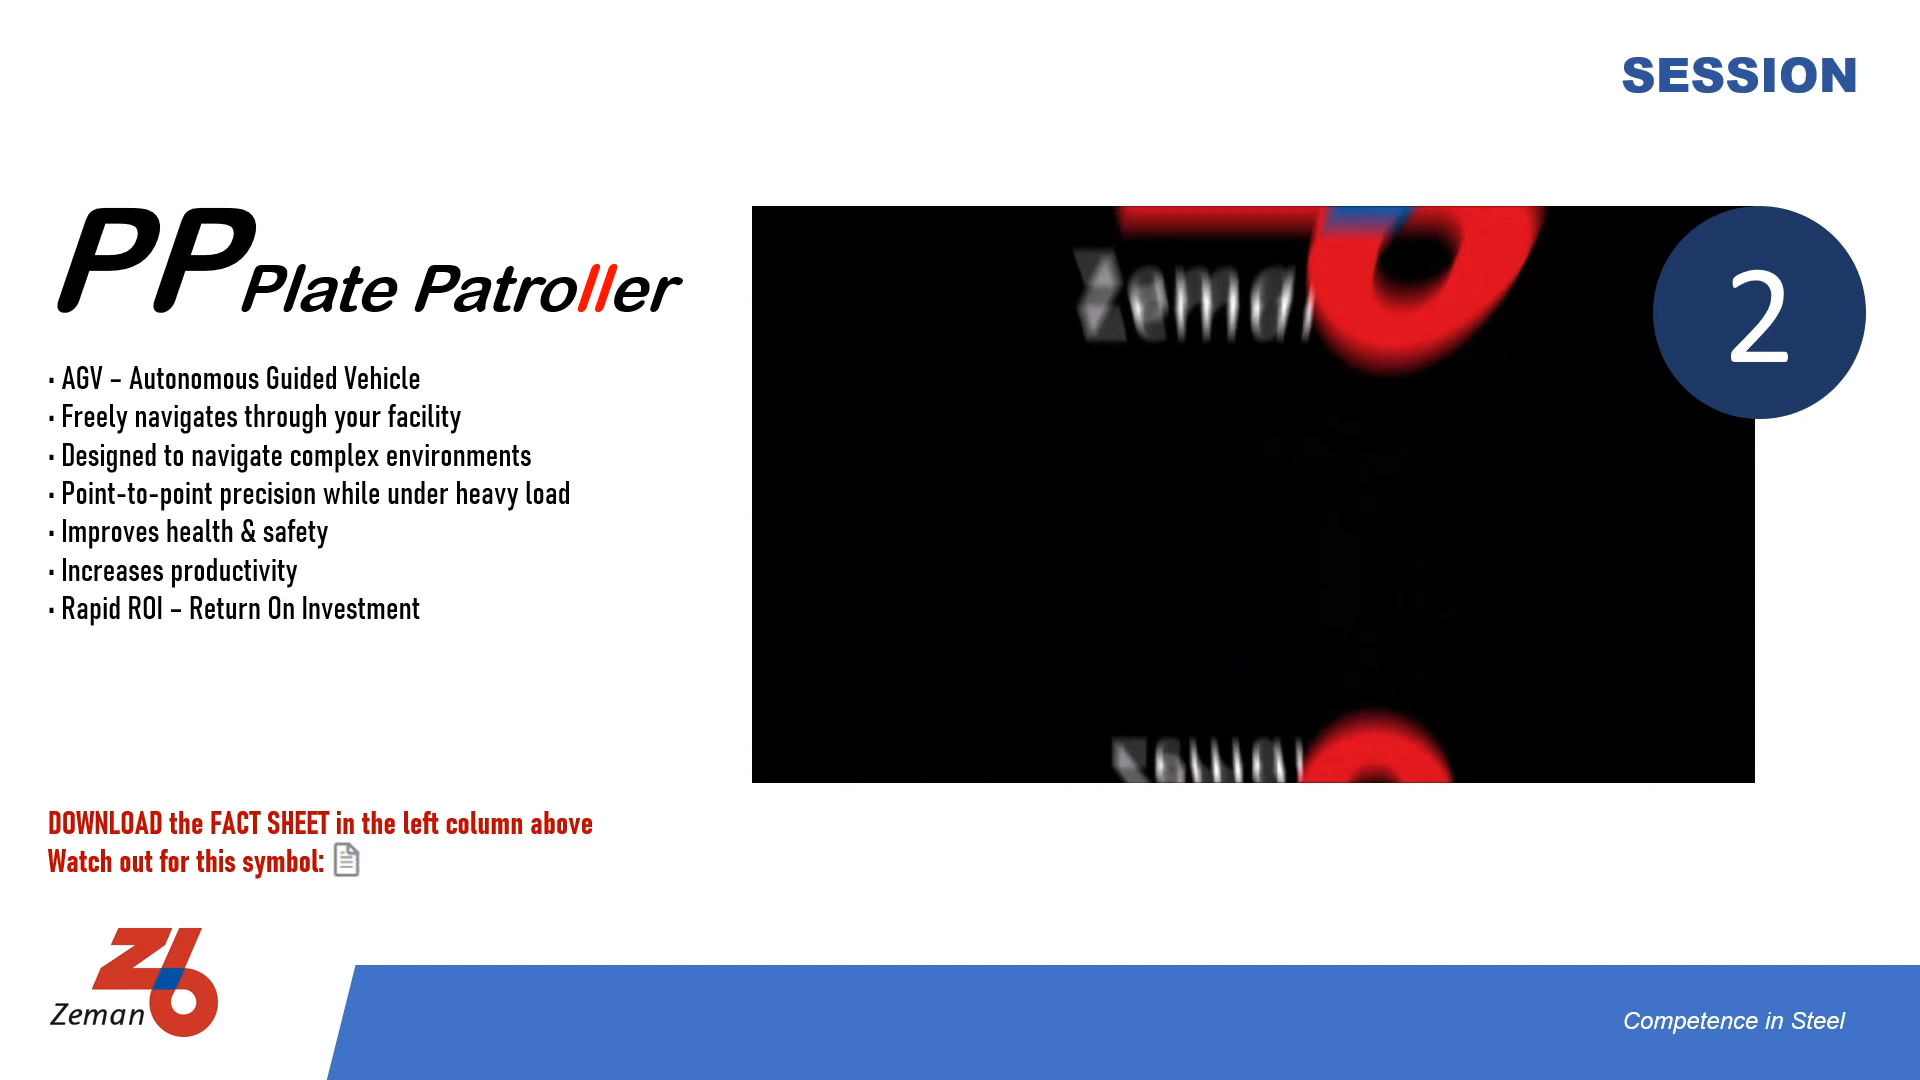 SESSION
PP Plate Patroller
2
· AGV – Autonomous Guided Vehicle
· Freely navigates through your facility
· Designed to navigate complex environments
· Point-to-point precision while under heavy load
· Improves health & safety
· Increases productivity
· Rapid ROI – Return On Investment
DOWNLOAD the FACT SHEET in the left column above
Watch out for this symbol:
Zeman
Competence in Steel